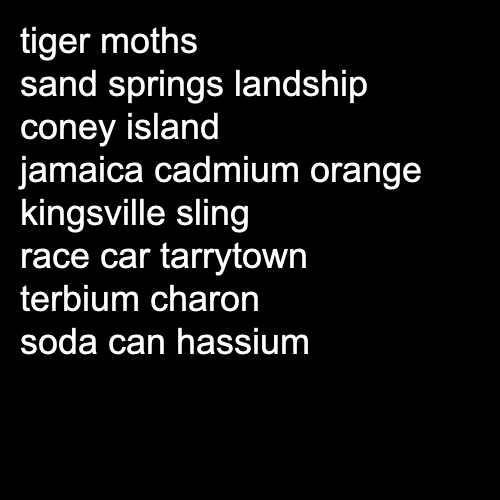 tiger moths
sand springs landship
coney island
jamaica cadmium orange
kingsville sling
race car tarrytown
terbium charon
soda can hassium